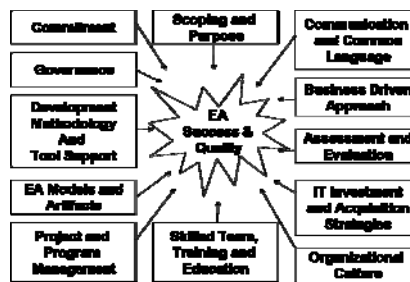 Commitment
Scoping and
Purpose
Communication
and Common
Language
Governance
Business Driven
Approach
Development
Methodology
And
Tool Support
EA
Success &
Quality
Assessment and
Evaluation
EA Models and
Artifacts
IT Investment
and Acquisition
Strategies
Project and
Program
Management
Skilled Team,
Training and
Education
Organizational
Culture